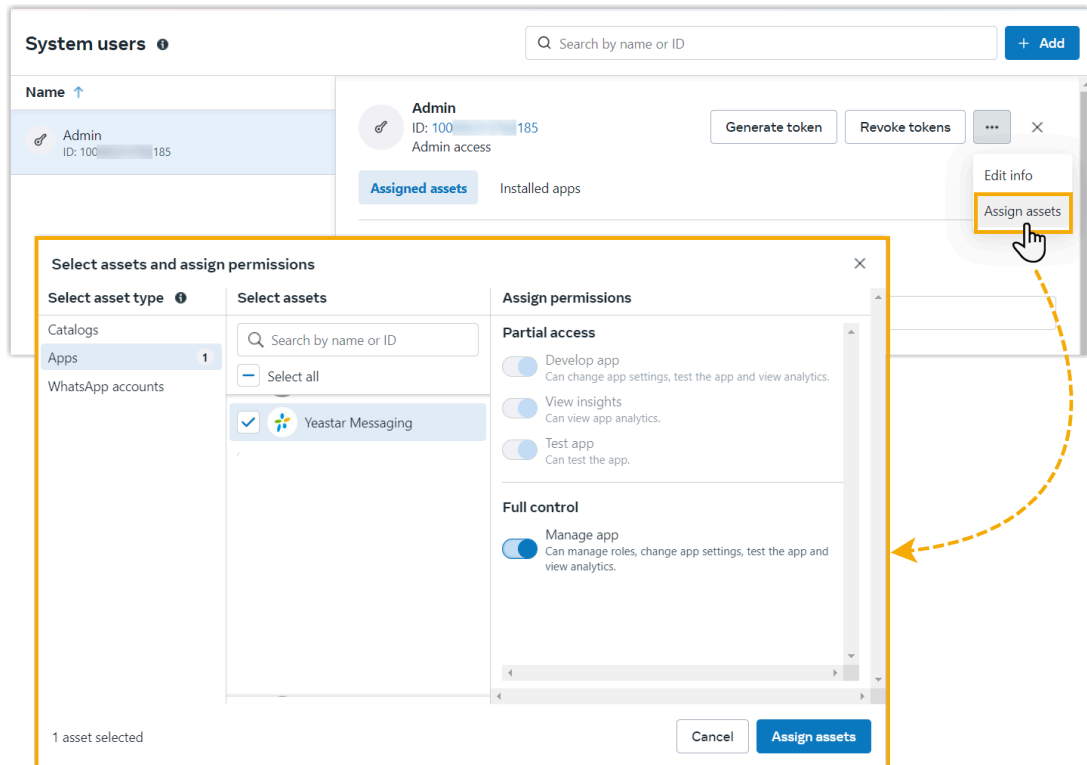 System users
Search by name or ID
+ Add
Name ↑
Admin
ID: 100 185
Admin
ID: 100 185
Admin access
Generate token
Revoke tokens
...
Edit info
Assign assets
Assigned assets
Installed apps
Select assets and assign permissions
Select asset type
Catalogs
Apps 1
WhatsApp accounts
Select assets
Search by name or ID
Select all
Yeastar Messaging
Assign permissions
Partial access
Develop app
Can change app settings, test the app and view analytics.
View insights
Can view app analytics.
Test app
Can test the app.
Full control
Manage app
Can manage roles, change app settings, test the app and
view analytics.
1 asset selected
Cancel
Assign assets